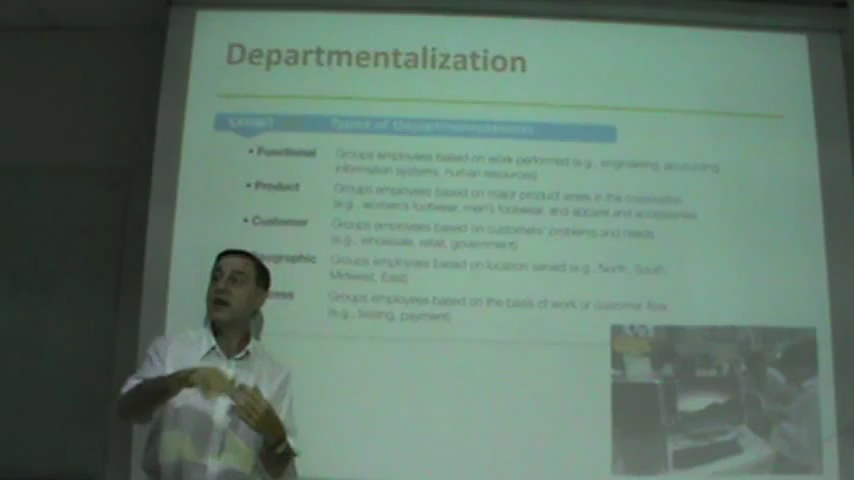 Departmentalization
Types of Departmentalization
• Functional Groups employees based on work performed (e.g., engineering, accounting,
information systems, human resources)
• Product Groups employees based on major product areas in the corporation
(e.g., women's footwear, men's footwear, and apparel and accessories)
• Customer Groups employees based on customers' problems and needs
(e.g., wholesale, retail, government)
Groups employees based on location served (e.g., North, South,
Midwest, East)
Groups employees based on the basis of work or customer flow
(e.g., testing, payment)